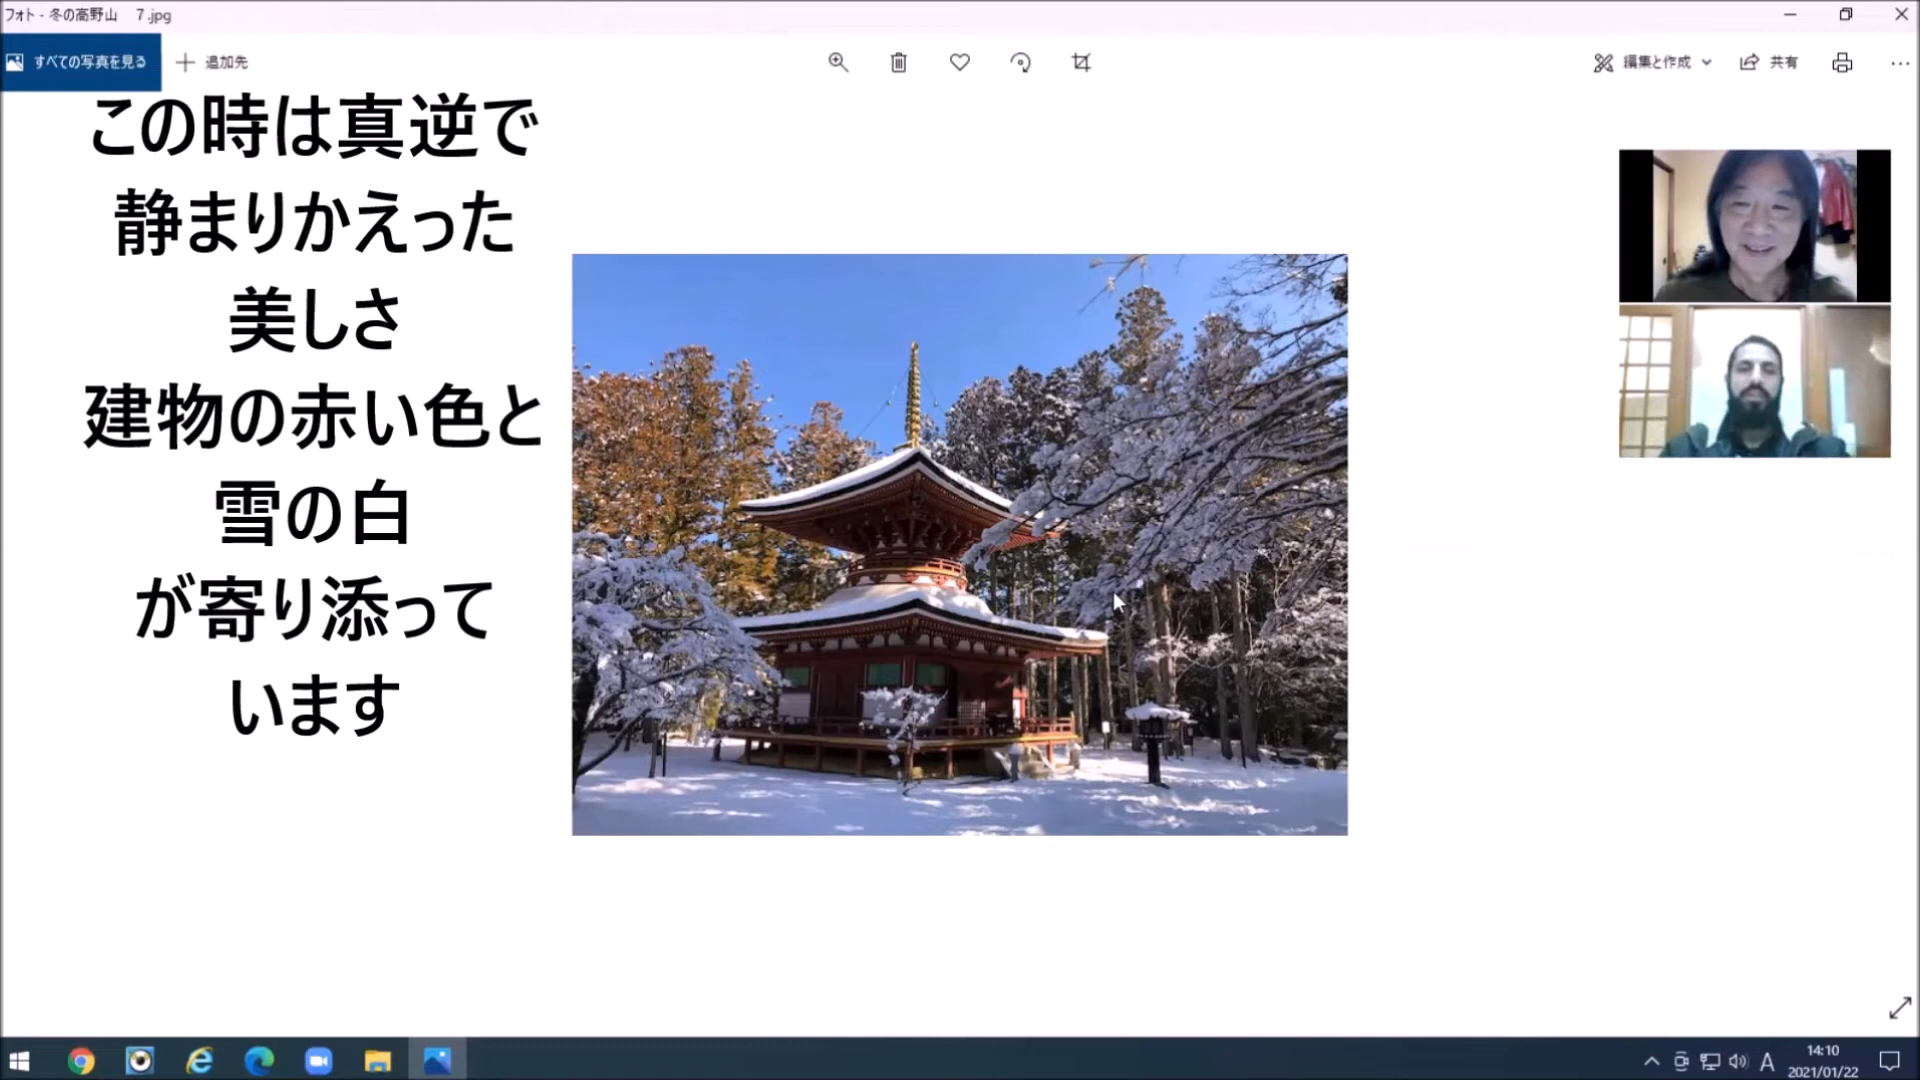 フォト - 冬の高野山　7.jpg
すべての写真を見る
追加先
編集と作成
共有
この時は真逆で
静まりかえった
美しさ
建物の赤い色と
雪の白
が寄り添って
います
A
14:10
2021/01/22